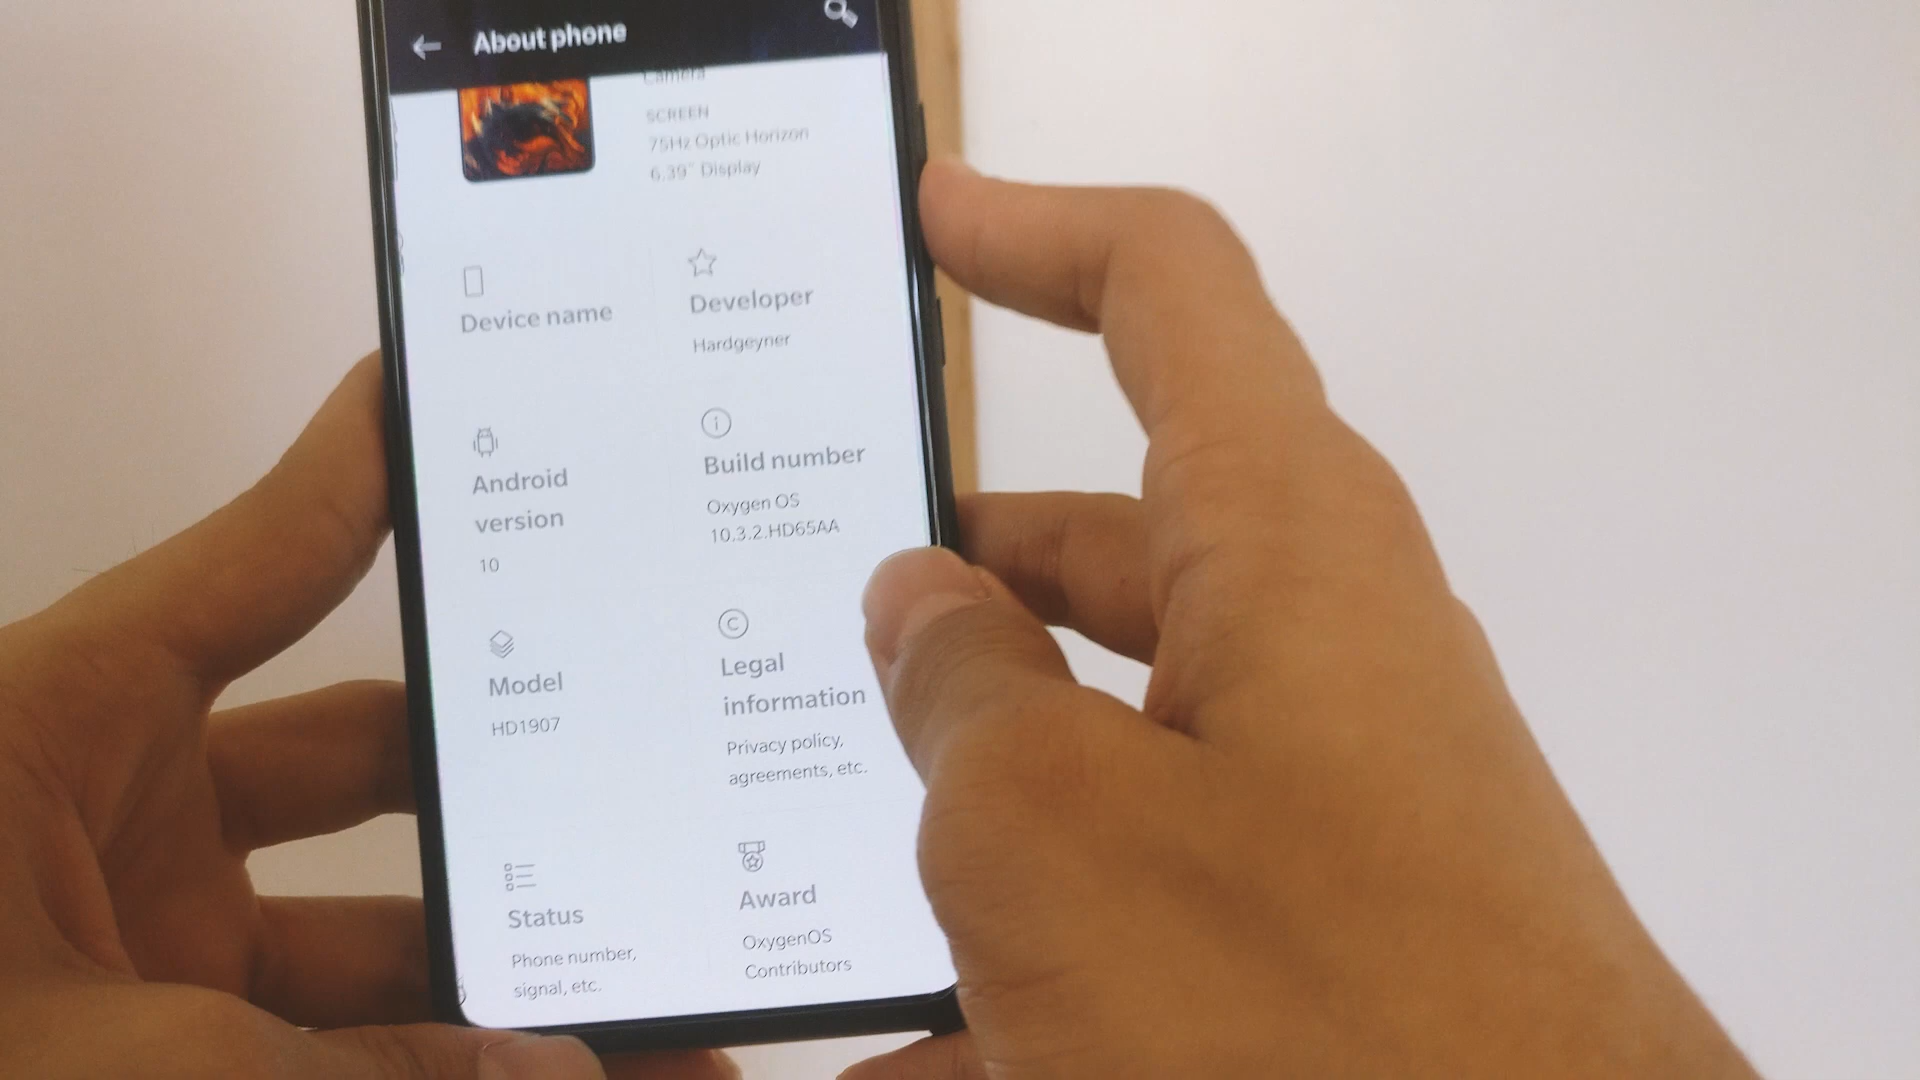 About phone
Camera
SCREEN
75Hz Optic Horizon
6.39" Display
Device name
Developer
Hardgeyner
Android
version
10
Build number
Oxygen OS
10.3.2.HD65AA
Model
HD1907
Legal
information
Privacy policy,
agreements, etc.
Status
Phone number,
signal, etc.
Award
OxygenOS
Contributors